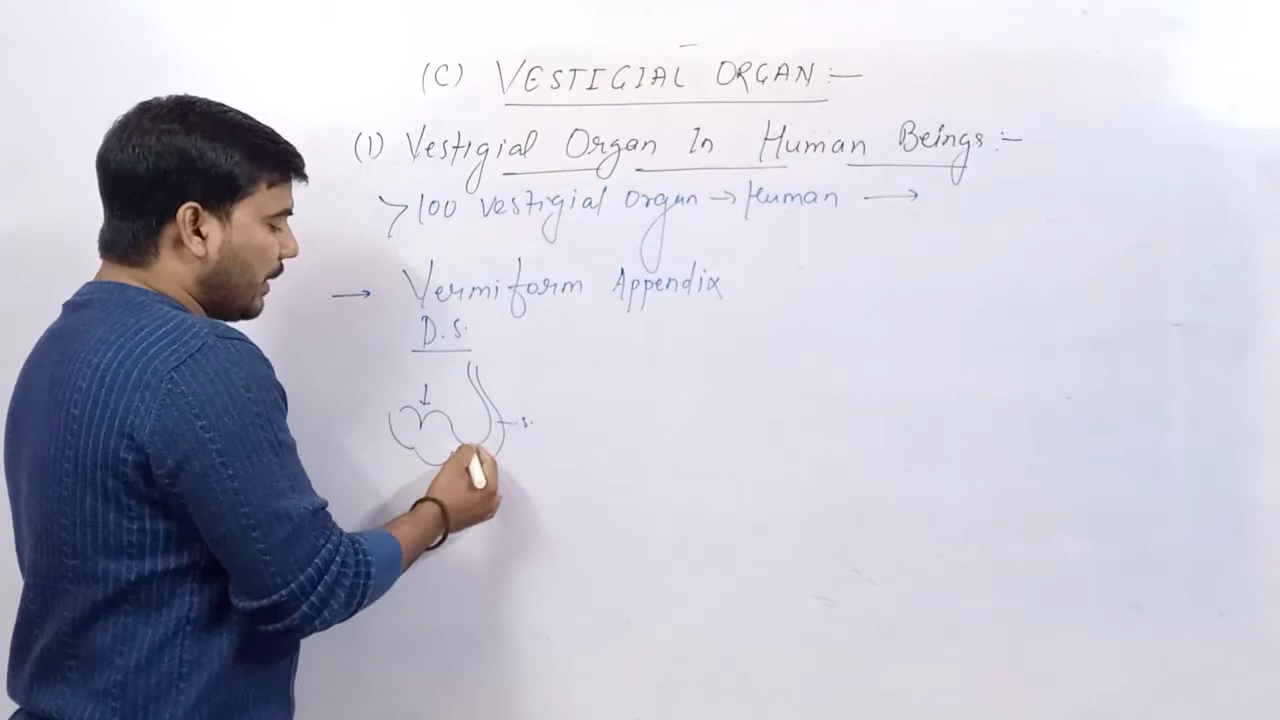 (C) VESTIGIAL ORGAN :-
(1) Vestigial Organ In Human Beings :-
>100 vestigial organ → Human →
→ Vermiform Appendix
D.S.
s.